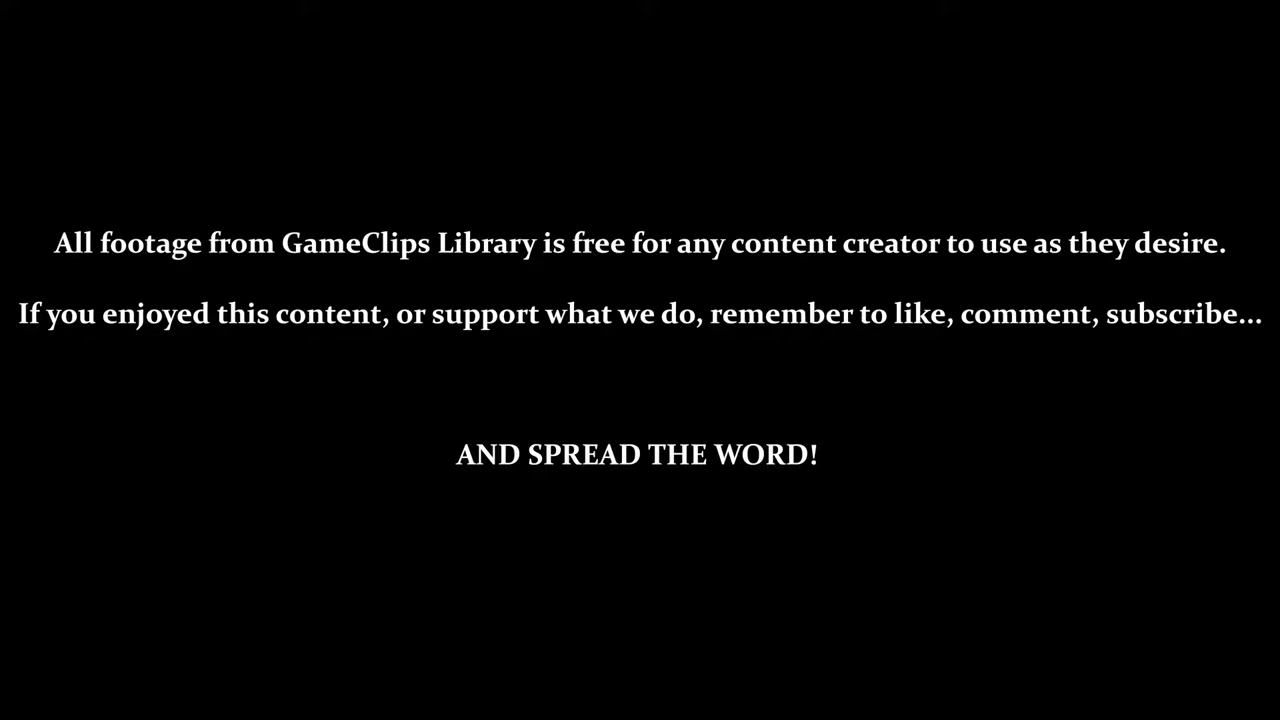 All footage from GameClips Library is free for any content creator to use as they desire.
If you enjoyed this content, or support what we do, remember to like, comment, subscribe...
AND SPREAD THE WORD!